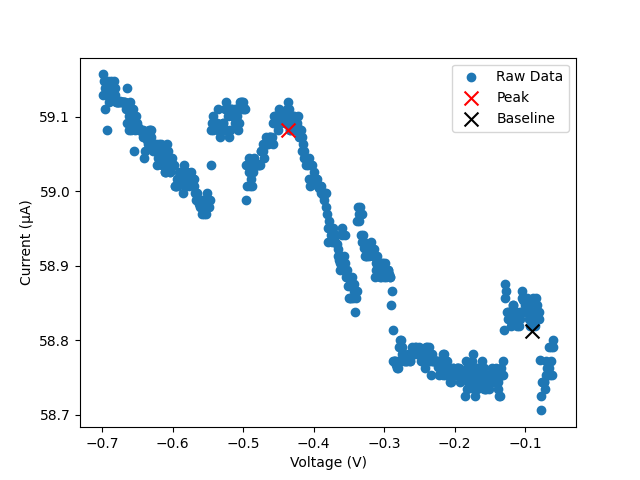 Raw Data
Peak
Baseline
59.1
59.0
58.9
58.8
58.7
Current (μA)
−0.7 −0.6 −0.5 −0.4 −0.3 −0.2 −0.1
Voltage (V)